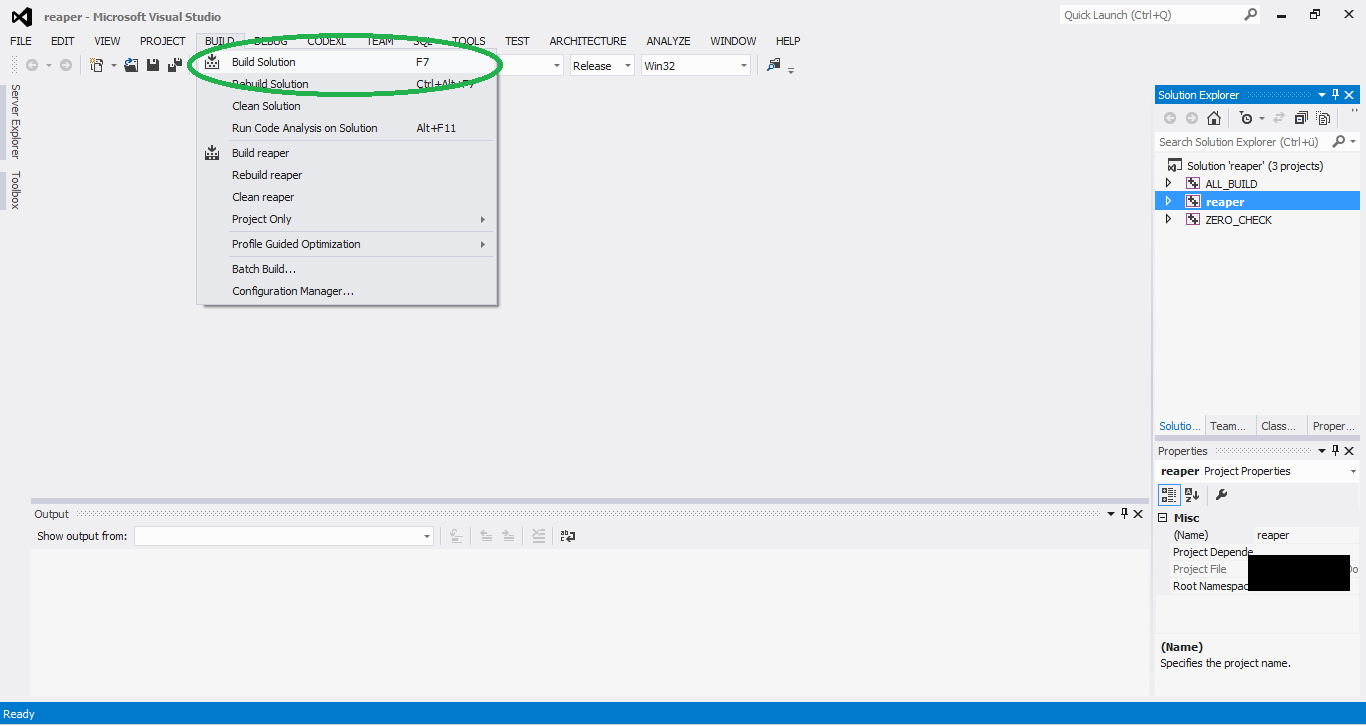 reaper - Microsoft Visual Studio
Quick Launch (Ctrl+Q)
FILE EDIT VIEW PROJECT BUILD DEBUG CODEXL TEAM SQL TOOLS TEST ARCHITECTURE ANALYZE WINDOW HELP
Release Win32
Server Explorer
Toolbox
Build Solution F7
Rebuild Solution Ctrl+Alt+F7
Clean Solution
Run Code Analysis on Solution Alt+F11
Build reaper
Rebuild reaper
Clean reaper
Project Only
Profile Guided Optimization
Batch Build...
Configuration Manager...
Solution Explorer
Search Solution Explorer (Ctrl+ü)
Solution 'reaper' (3 projects)
ALL_BUILD
reaper
ZERO_CHECK
Solutio... Team... Class... Proper...
Properties
reaper Project Properties
Misc
(Name) reaper
Project Depende
Project File
Root Namespac
(Name)
Specifies the project name.
Output
Show output from:
Ready